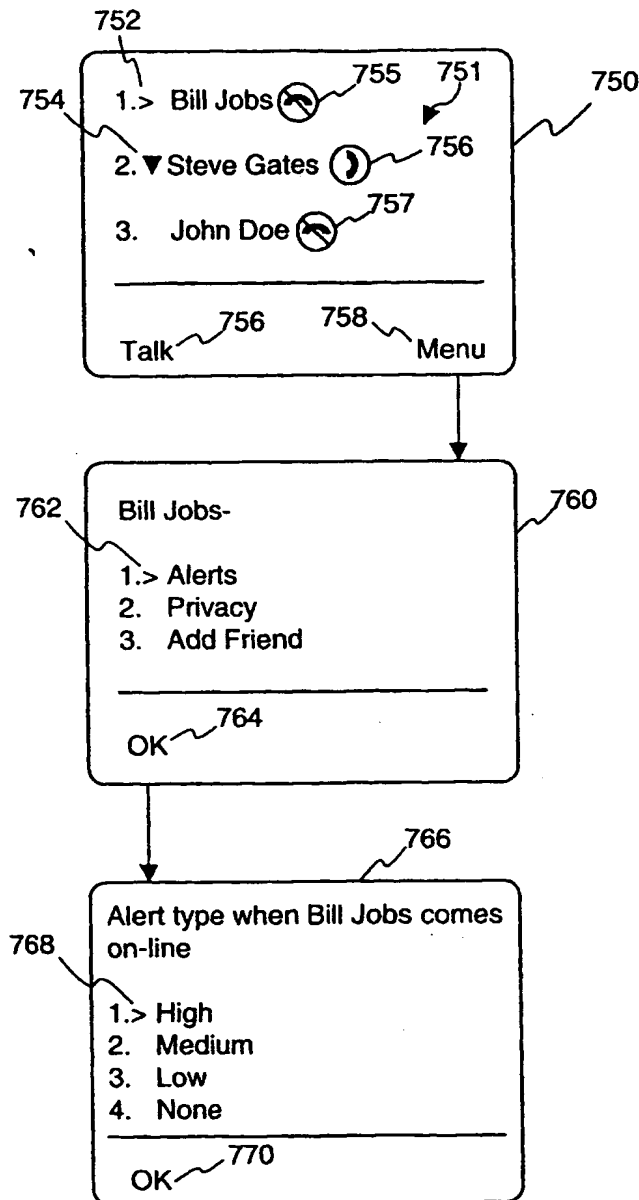 752
755
751
750
1.> Bill Jobs
754
756
2.▼Steve Gates
757
3. John Doe
756
758
Talk
Menu
762
760
Bill Jobs-
1.> Alerts
2. Privacy
3. Add Friend
764
OK
766
Alert type when Bill Jobs comes
on-line
768
1.> High
2. Medium
3. Low
4. None
770
OK